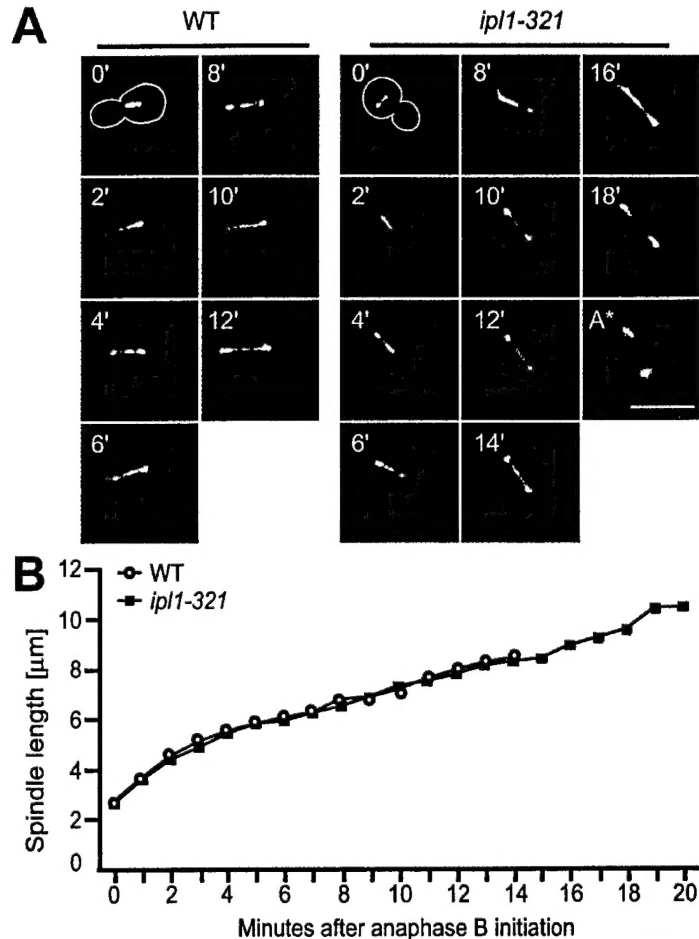 A
WT
ipl1-321
0'
8'
0'
8'
16'
2'
10'
2'
10'
18'
4'
12'
4'
12'
A*
6'
6'
14'
B
WT
ipl1-321
Spindle length [μm]
12
10
8
6
4
2
0
0 2 4 6 8 10 12 14 16 18 20
Minutes after anaphase B initiation